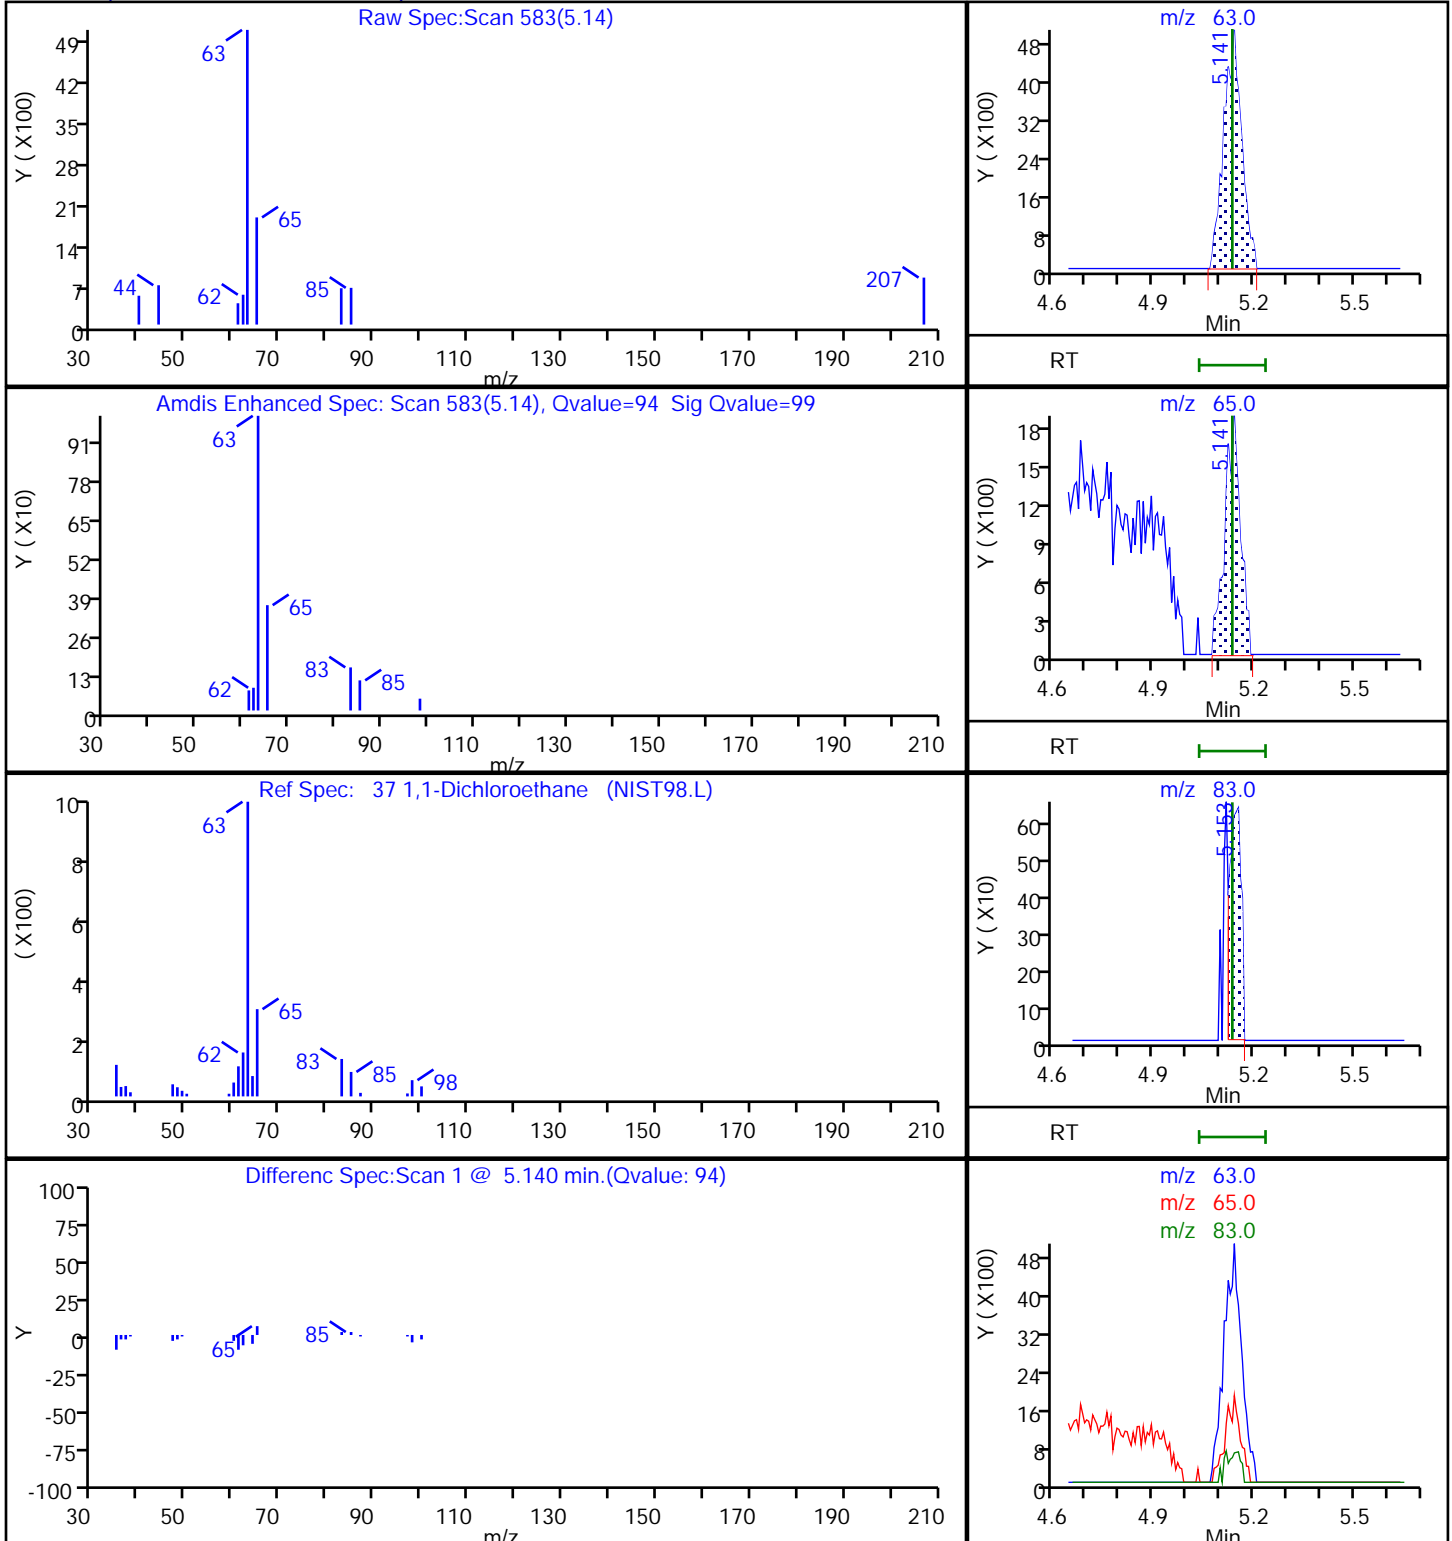 Raw Spec:Scan 583(5.14)
Y ( X100)
49
42
35
28
21
14
7
0
63
65
44
62
85
207
30 50 70 90 110 130 150 170 190 210
m/z
m/z 63.0
Y ( X100)
48
40
32
24
16
8
0
5.141
4.6 4.9 5.2 5.5
Min
RT
Amdis Enhanced Spec: Scan 583(5.14), Qvalue=94 Sig Qvalue=99
Y ( X10)
91
78
65
52
39
26
13
0
63
65
62
83
85
30 50 70 90 110 130 150 170 190 210
m/z
m/z 65.0
Y ( X100)
18
15
12
9
6
3
0
5.141
4.6 4.9 5.2 5.5
Min
RT
Ref Spec: 37 1,1-Dichloroethane (NIST98.L)
( X100)
10
8
6
4
2
0
63
65
62
83
85
98
30 50 70 90 110 130 150 170 190 210
m/z 83.0
Y ( X10)
60
50
40
30
20
10
0
5.153
4.6 4.9 5.2 5.5
Min
RT
Differenc Spec:Scan 1 @ 5.140 min.(Qvalue: 94)
Y
100
75
50
25
0
-25
-50
-75
-100
65
85
30 50 70 90 110 130 150 170 190 210
m/z
m/z 63.0
m/z 65.0
m/z 83.0
Y ( X100)
48
40
32
24
16
8
0
4.6 4.9 5.2 5.5
Min